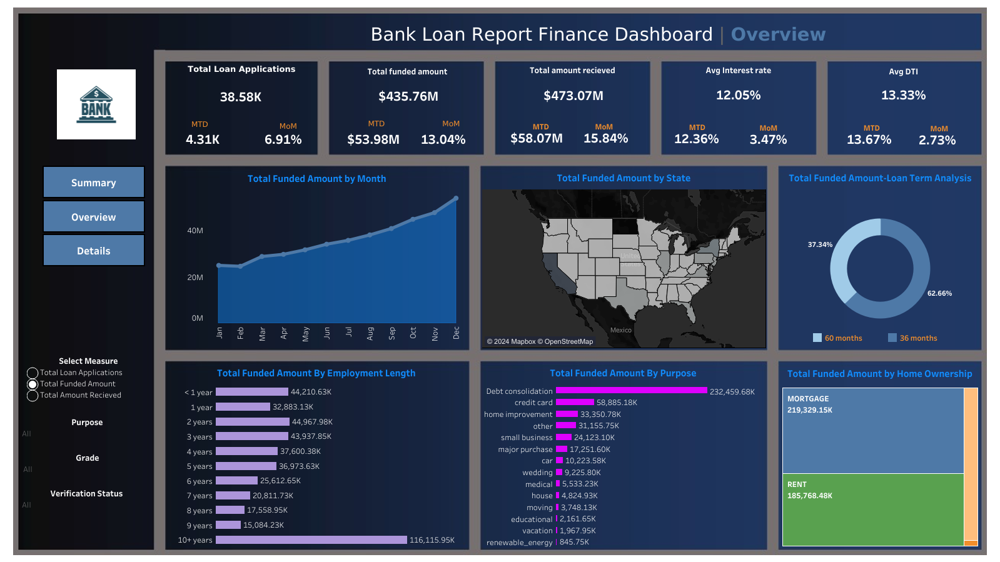 Bank Loan Report Finance Dashboard | Overview
$
BANK
Summary
Overview
Details
Select Measure
Total Loan Applications
Total Funded Amount
Total Amount Recieved
Purpose
All
Grade
All
Verification Status
All
Total Loan Applications
38.58K
MTD MoM
4.31K 6.91%
Total funded amount
$435.76M
MTD MoM
$53.98M 13.04%
Total amount recieved
$473.07M
MTD MoM
$58.07M 15.84%
Avg Interest rate
12.05%
MTD MoM
12.36% 3.47%
Avg DTI
13.33%
MTD MoM
13.67% 2.73%
Total Funded Amount by Month
40M
20M
0M
Jan Feb Mar Apr May Jun Jul Aug Sep Oct Nov Dec
Total Funded Amount by State
United
States
Mexico
© 2024 Mapbox © OpenStreetMap
Total Funded Amount-Loan Term Analysis
37.34%
62.66%
60 months 36 months
Total Funded Amount By Employment Length
< 1 year 44,210.63K
1 year 32,883.13K
2 years 44,967.98K
3 years 43,937.85K
4 years 37,600.38K
5 years 36,973.63K
6 years 25,612.65K
7 years 20,811.73K
8 years 17,558.95K
9 years 15,084.23K
10+ years 116,115.95K
Total Funded Amount By Purpose
Debt consolidation 232,459.68K
credit card 58,885.18K
home improvement 33,350.78K
other 31,155.75K
small business 24,123.10K
major purchase 17,251.60K
car 10,223.58K
wedding 9,225.80K
medical 5,533.23K
house 4,824.93K
moving 3,748.13K
educational 2,161.65K
vacation 1,967.95K
renewable_energy 845.75K
Total Funded Amount by Home Ownership
MORTGAGE
219,329.15K
RENT
185,768.48K